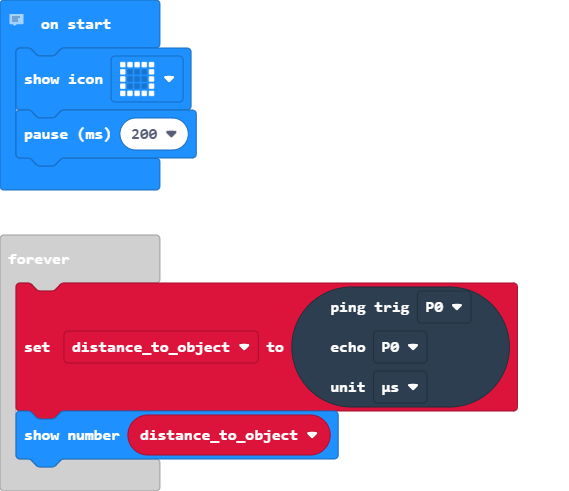 on start
show icon
pause (ms) 200
forever
ping trig P0
set distance_to_object to echo P0
unit µs
show number distance_to_object